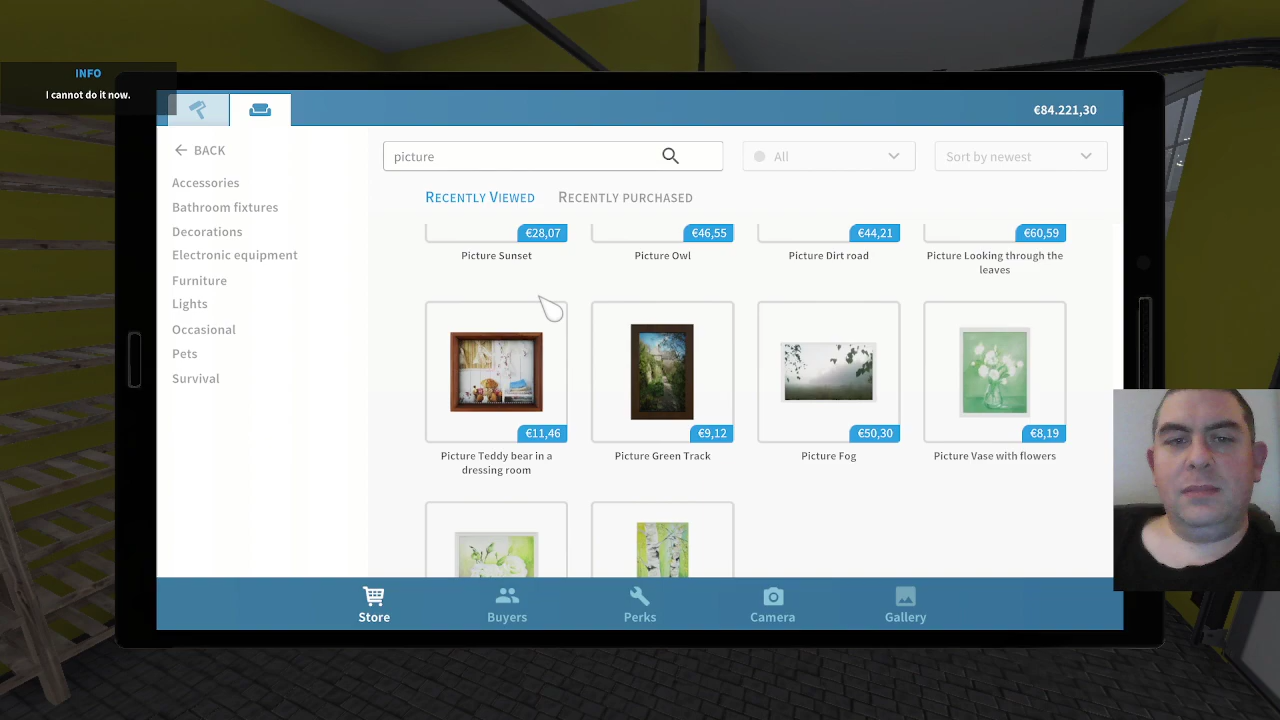 INFO
I cannot do it now.
€84.221,30
BACK
picture
All
Sort by newest
Accessories
Bathroom fixtures
Decorations
Electronic equipment
Furniture
Lights
Occasional
Pets
Survival
RECENTLY VIEWED
RECENTLY PURCHASED
€28,07
€46,55
€44,21
€60,59
Picture Sunset
Picture Owl
Picture Dirt road
Picture Looking through the
leaves
€11,46
€9,12
€50,30
€8,19
Picture Teddy bear in a
dressing room
Picture Green Track
Picture Fog
Picture Vase with flowers
Store
Buyers
Perks
Camera
Gallery